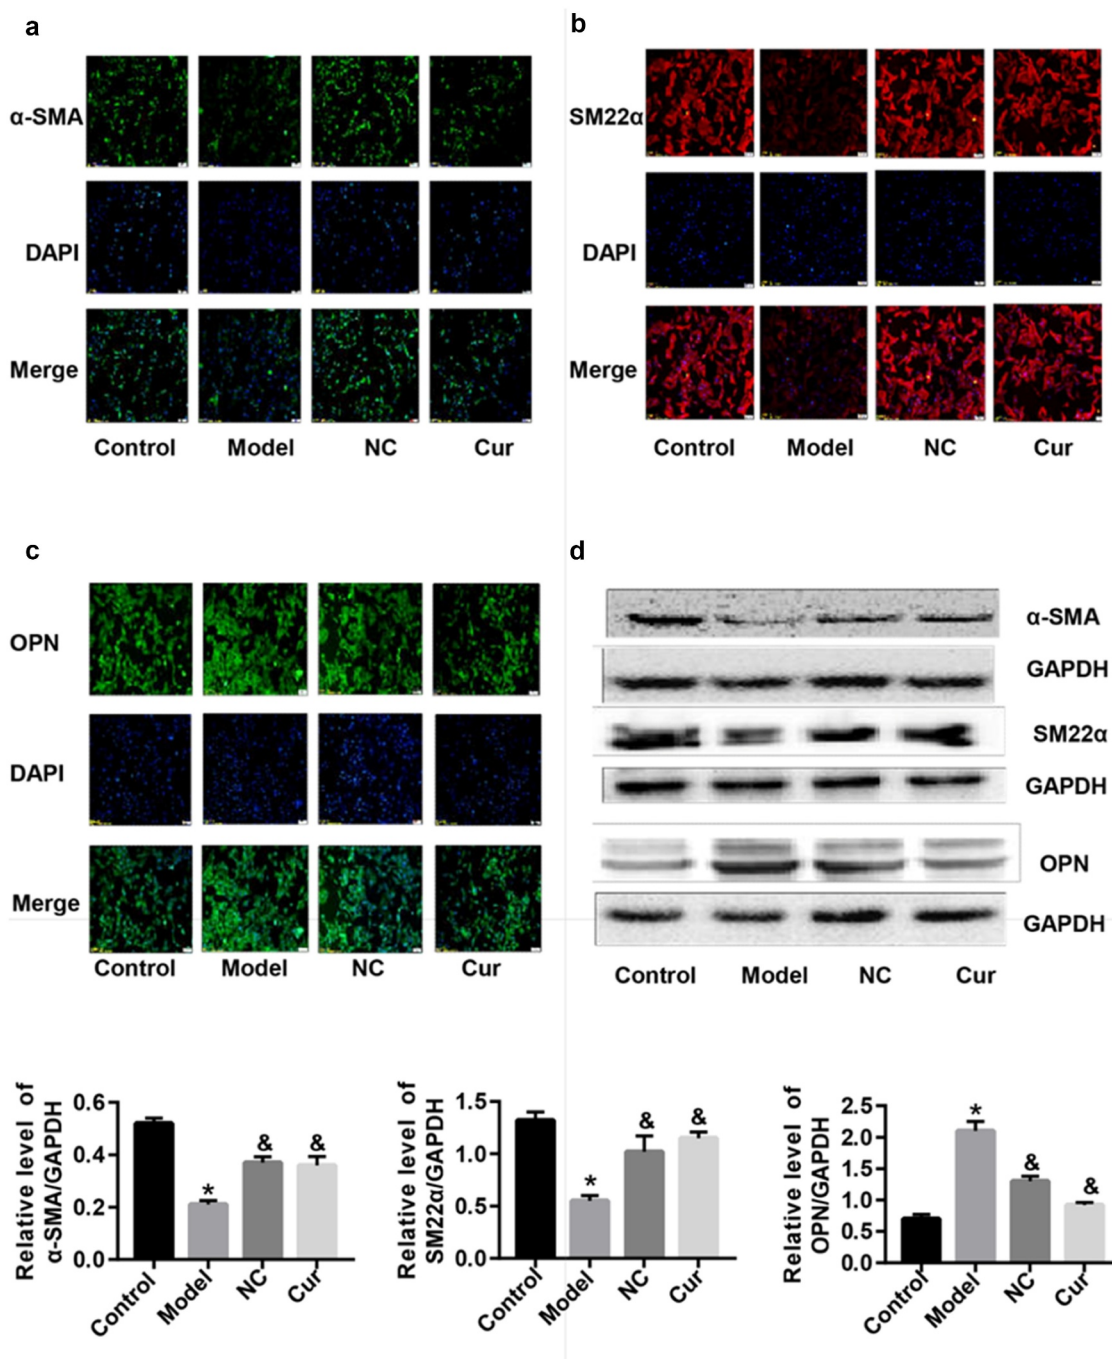 a
α-SMA
DAPI
Merge
Control Model NC Cur
b
SM22α
DAPI
Merge
Control Model NC Cur
c
OPN
DAPI
Merge
Control Model NC Cur
d
α-SMA
GAPDH
SM22α
GAPDH
OPN
GAPDH
Control Model NC Cur
Relative level of
α-SMA/GAPDH
0.6
0.4
0.2
0.0
*
&
&
Control
Model
NC
Cur
Relative level of
SM22α/GAPDH
1.5
1.0
0.5
0.0
*
&
&
Control
Model
NC
Cur
Relative level of
OPN/GAPDH
2.5
2.0
1.5
1.0
0.5
0.0
*
&
&
Control
Model
NC
Cur